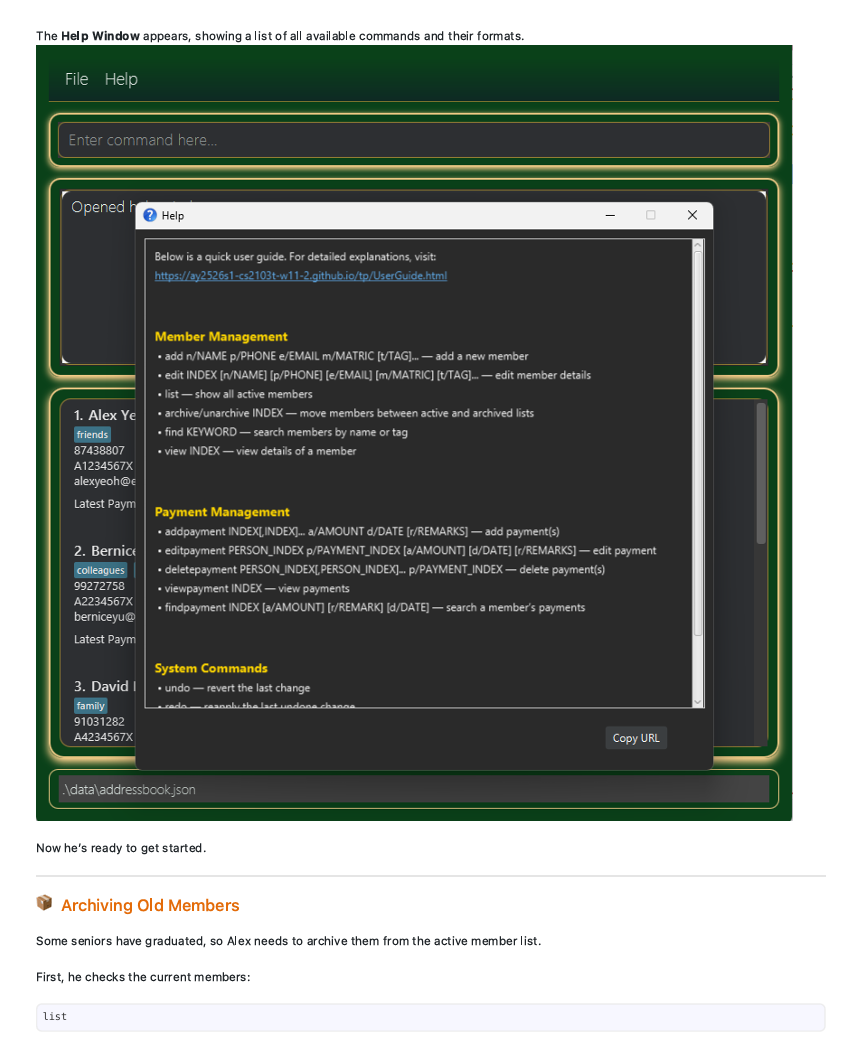 The Help Window appears, showing a list of all available commands and their formats.
File Help
Enter command here...
Opened
Help
Below is a quick user guide. For detailed explanations, visit:
https://ay2526s1-cs2103t-w11-2.github.io/tp/UserGuide.html
Member Management
• add n/NAME p/PHONE e/EMAIL m/MATRIC [t/TAG]... — add a new member
• edit INDEX [n/NAME] [p/PHONE] [e/EMAIL] [m/MATRIC] [t/TAG]... — edit member details
• list — show all active members
• archive/unarchive INDEX — move members between active and archived lists
• find KEYWORD — search members by name or tag
• view INDEX — view details of a member
Payment Management
• addpayment INDEX[,INDEX]... a/AMOUNT d/DATE [r/REMARKS] — add payment(s)
• editpayment PERSON_INDEX p/PAYMENT_INDEX [a/AMOUNT] [d/DATE] [r/REMARKS] — edit payment
• deletepayment PERSON_INDEX[,PERSON_INDEX]... p/PAYMENT_INDEX — delete payment(s)
• viewpayment INDEX — view payments
• findpayment INDEX [a/AMOUNT] [r/REMARK] [d/DATE] — search a member's payments
System Commands
• undo — revert the last change
• redo — reapply the last undone change
Copy URL
1. Alex Ye
friends
87438807
A1234567X
alexyeoh@e
Latest Paym
2. Bernice
colleagues
99272758
A2234567X
berniceyu@
Latest Paym
3. David
family
91031282
A4234567X
.\data\addressbook.json
Now he's ready to get started.
Archiving Old Members
Some seniors have graduated, so Alex needs to archive them from the active member list.
First, he checks the current members:
list